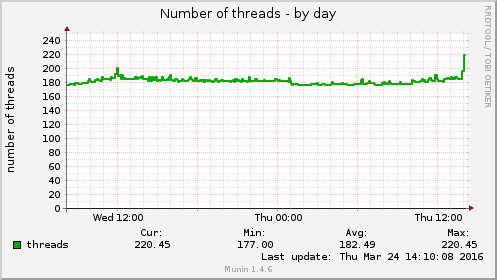 Number of threads - by day
RRDTOOL / TOBI OETIKER
number of threads
240
220
200
180
160
140
120
100
80
60
40
20
0
Wed 12:00 Thu 00:00 Thu 12:00
Cur: Min: Avg: Max:
threads 220.45 177.00 182.49 220.45
Last update: Thu Mar 24 14:10:08 2016
Munin 1.4.6